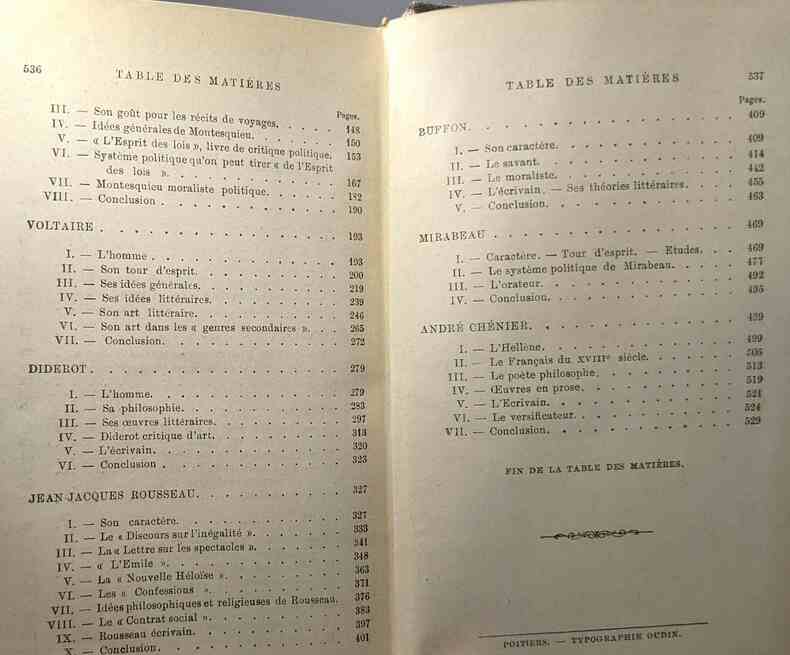 536
TABLE DES MATIÈRES
Pages.
III. — Son goût pour les récits de voyages. . . . . 148
IV. — Idées générales de Montesquieu. . . . . . 150
V. — « L'Esprit des lois », livre de critique politique. 153
VI. — Système politique qu'on peut tirer « de l'Esprit
des lois ». . . . . . . . . . . 167
VII. — Montesquieu moraliste politique. . . . . . 182
VIII. — Conclusion . . . . . . . . . . . 190
VOLTAIRE . . . . . . . . . . . . . . 193
I. — L'homme . . . . . . . . . . . . 193
II. — Son tour d'esprit. . . . . . . . . . 200
III. — Ses idées générales. . . . . . . . . 219
IV. — Ses idées littéraires. . . . . . . . . 239
V. — Son art littéraire. . . . . . . . . . 246
VI. — Son art dans les « genres secondaires ». . . . 265
VII. — Conclusion. . . . . . . . . . . . 272
DIDEROT. . . . . . . . . . . . . . . 279
I. — L'homme. . . . . . . . . . . . 279
II. — Sa philosophie. . . . . . . . . . . 283
III. — Ses œuvres littéraires. . . . . . . . . 297
IV. — Diderot critique d'art. . . . . . . . . 313
V. — L'écrivain. . . . . . . . . . . . 320
VI. — Conclusion . . . . . . . . . . . 323
JEAN-JACQUES ROUSSEAU. . . . . . . . . . 327
I. — Son caractère. . . . . . . . . . . 327
II. — Le « Discours sur l'inégalité ». . . . . . . 333
III. — La « Lettre sur les spectacles ». . . . . . . 341
IV. — « L'Emile ». . . . . . . . . . . 348
V. — La « Nouvelle Héloïse ». . . . . . . . 363
VI. — Les « Confessions ». . . . . . . . . 371
VII. — Idées philosophiques et religieuses de Rousseau. 376
VIII. — Le « Contrat social ». . . . . . . . . 383
IX. — Rousseau écrivain. . . . . . . . . . 397
X. — Conclusion. . . . . . . . . . . . 401
TABLE DES MATIÈRES
537
Pages.
BUFFON. . . . . . . . . . . . . . . 409
I. — Son caractère. . . . . . . . . . . 409
II. — Le savant. . . . . . . . . . . . 414
III. — Le moraliste. . . . . . . . . . . 442
IV. — L'écrivain. — Ses théories littéraires. . . . . 455
V. — Conclusion. . . . . . . . . . . . 463
MIRABEAU . . . . . . . . . . . . . . 469
I. — Caractère. — Tour d'esprit. — Etudes. . . 469
II. — Le système politique de Mirabeau. . . . . . 477
III. — L'orateur. . . . . . . . . . . . 492
IV. — Conclusion. . . . . . . . . . . . 495
ANDRÉ CHÉNIER. . . . . . . . . . . . . 499
I. — L'Hellène. . . . . . . . . . . . 499
II. — Le Français du XVIIIe siècle. . . . . . . 506
III. — Le poète philosophe. . . . . . . . . 513
IV. — Œuvres en prose. . . . . . . . . . 519
V. — L'Ecrivain. . . . . . . . . . . . 521
VI. — Le versificateur. . . . . . . . . . 524
VII. — Conclusion. . . . . . . . . . . . 529
FIN DE LA TABLE DES MATIÈRES.
POITIERS. — TYPOGRAPHIE OUDIN.